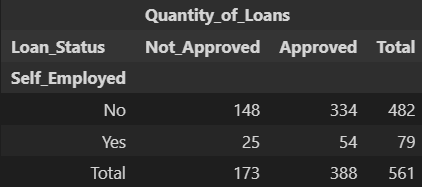 Quantity_of_Loans
Loan_Status Not_Approved Approved Total
Self_Employed
No 148 334 482
Yes 25 54 79
Total 173 388 561